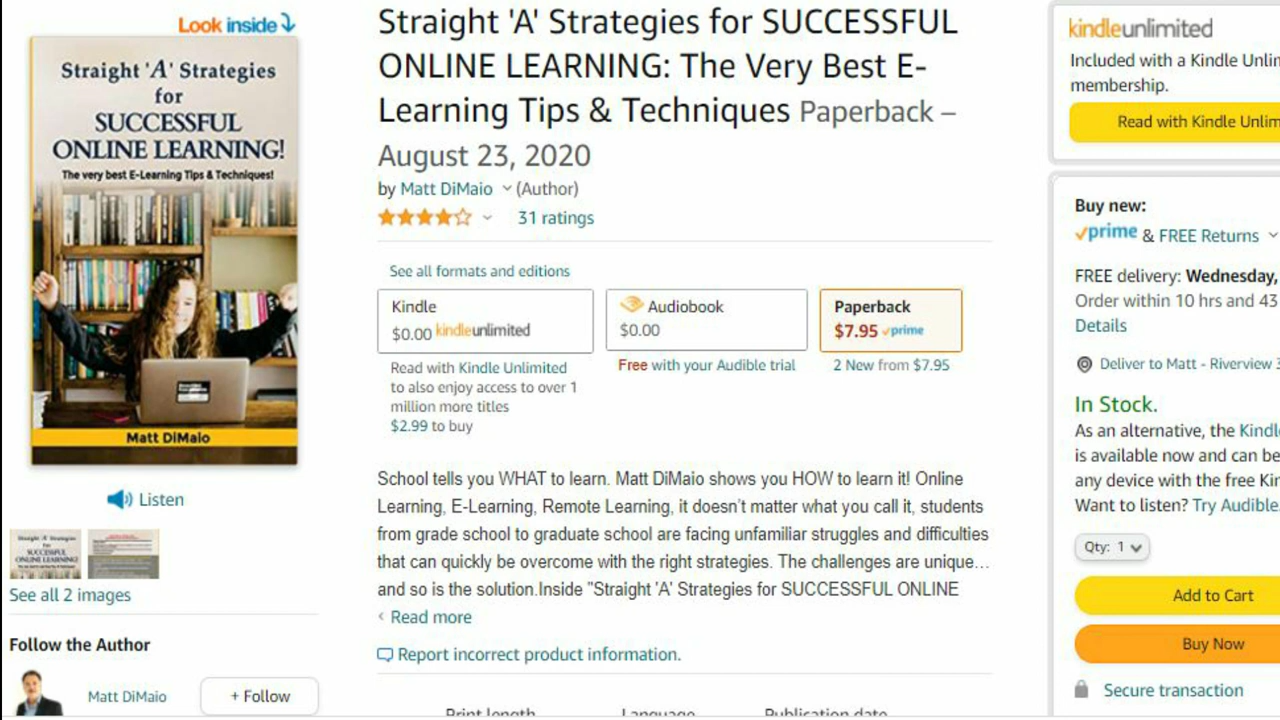 Look inside
Straight 'A' Strategies
for
SUCCESSFUL
ONLINE LEARNING!
The very best E-Learning Tips & Techniques!
Matt DiMaio
Listen
Straight 'A' Strategies
for
SUCCESSFUL
ONLINE LEARNING!
See all 2 images
Follow the Author
Matt DiMaio
+ Follow
Straight 'A' Strategies for SUCCESSFUL
ONLINE LEARNING: The Very Best E-
Learning Tips & Techniques Paperback –
August 23, 2020
by Matt DiMaio (Author)
31 ratings
See all formats and editions
Kindle
$0.00 kindleunlimited
Read with Kindle Unlimited
to also enjoy access to over 1
million more titles
$2.99 to buy
Audiobook
$0.00
Free with your Audible trial
Paperback
$7.95 prime
2 New from $7.95
School tells you WHAT to learn. Matt DiMaio shows you HOW to learn it! Online
Learning, E-Learning, Remote Learning, it doesn't matter what you call it, students
from grade school to graduate school are facing unfamiliar struggles and difficulties
that can quickly be overcome with the right strategies. The challenges are unique…
and so is the solution.Inside "Straight 'A' Strategies for SUCCESSFUL ONLINE
‹ Read more
Report incorrect product information.
Print length
Language
Publication date
kindleunlimited
Included with a Kindle Unlim
membership.
Read with Kindle Unlim
Buy new:
prime & FREE Returns
FREE delivery: Wednesday,
Order within 10 hrs and 43
Details
Deliver to Matt - Riverview 3
In Stock.
As an alternative, the Kindl
is available now and can be
any device with the free Kin
Want to listen? Try Audible.
Qty: 1
Add to Cart
Buy Now
Secure transaction